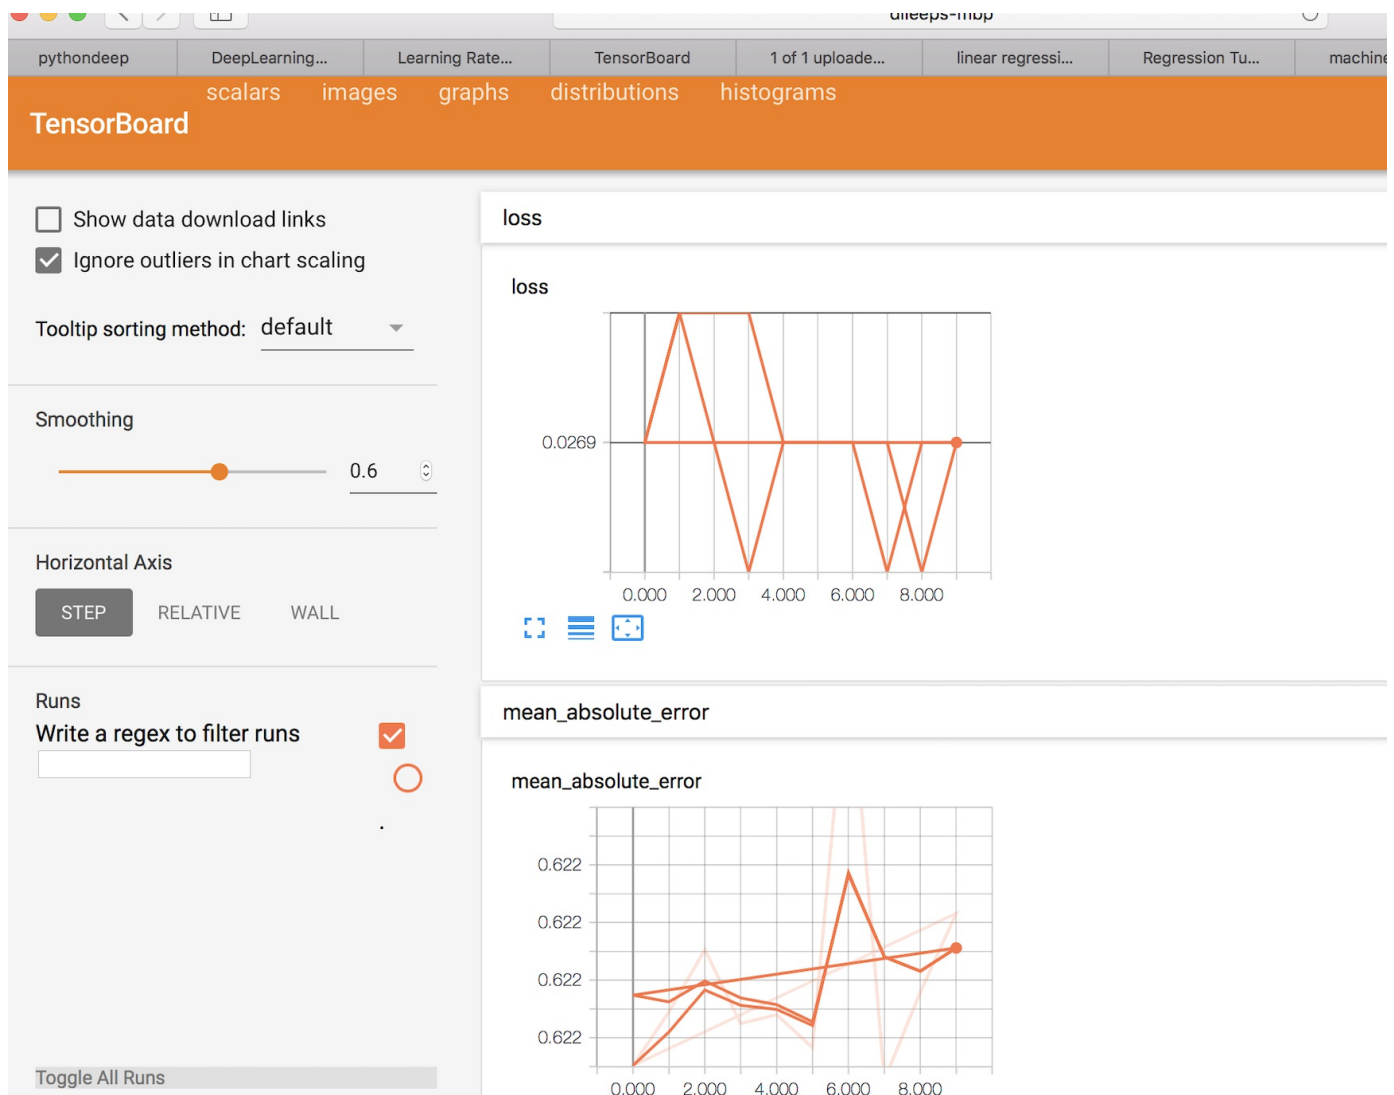 dileeps-mbp
pythondeep DeepLearning... Learning Rate... TensorBoard 1 of 1 uploade... linear regressi... Regression Tu... machine
scalars images graphs distributions histograms
TensorBoard
Show data download links
Ignore outliers in chart scaling
Tooltip sorting method: default
Smoothing
0.6
Horizontal Axis
STEP RELATIVE WALL
Runs
Write a regex to filter runs
.
Toggle All Runs
loss
loss
0.0269
0.000 2.000 4.000 6.000 8.000
mean_absolute_error
mean_absolute_error
0.622
0.622
0.622
0.622
0.000 2.000 4.000 6.000 8.000